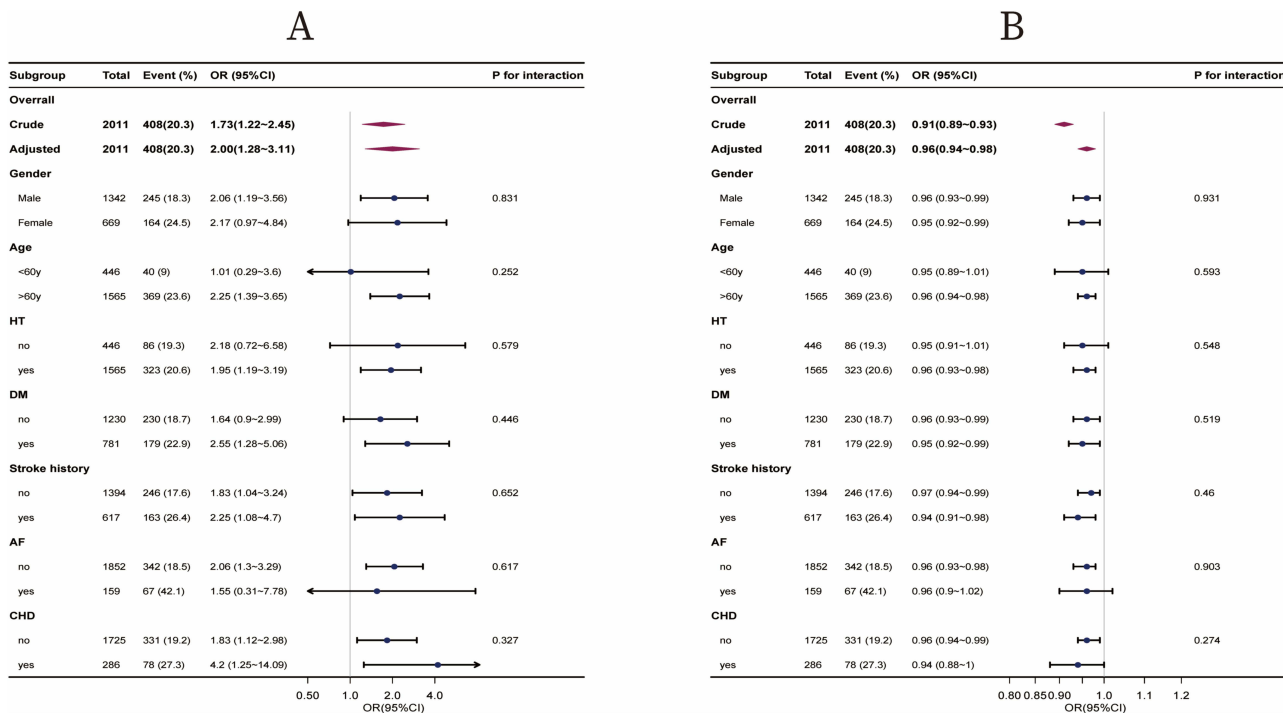 A
Subgroup Total Event (%) OR (95%CI) P for interaction
Overrall
Crude 2011 408(20.3) 1.73(1.22~2.45)
Adjusted 2011 408(20.3) 2.00(1.28~3.11)
Gender
Male 1342 245 (18.3) 2.06 (1.19~3.56) 0.831
Female 669 164 (24.5) 2.17 (0.97~4.84)
Age
<60y 446 40 (9) 1.01 (0.29~3.6) 0.252
>60y 1565 369 (23.6) 2.25 (1.39~3.65)
HT
no 446 86 (19.3) 2.18 (0.72~6.58) 0.579
yes 1565 323 (20.6) 1.95 (1.19~3.19)
DM
no 1230 230 (18.7) 1.64 (0.9~2.99) 0.446
yes 781 179 (22.9) 2.55 (1.28~5.06)
Stroke history
no 1394 246 (17.6) 1.83 (1.04~3.24) 0.652
yes 617 163 (26.4) 2.25 (1.08~4.7)
AF
no 1852 342 (18.5) 2.06 (1.3~3.29) 0.617
yes 159 67 (42.1) 1.55 (0.31~7.78)
CHD
no 1725 331 (19.2) 1.83 (1.12~2.98) 0.327
yes 286 78 (27.3) 4.2 (1.25~14.09)
0.50 1.0 2.0 4.0
OR(95%CI)
B
Subgroup Total Event (%) OR (95%CI) P for interaction
Overrall
Crude 2011 408(20.3) 0.91(0.89~0.93)
Adjusted 2011 408(20.3) 0.96(0.94~0.98)
Gender
Male 1342 245 (18.3) 0.96 (0.93~0.99) 0.931
Female 669 164 (24.5) 0.95 (0.92~0.99)
Age
<60y 446 40 (9) 0.95 (0.89~1.01) 0.593
>60y 1565 369 (23.6) 0.96 (0.94~0.98)
HT
no 446 86 (19.3) 0.95 (0.91~1.01) 0.548
yes 1565 323 (20.6) 0.96 (0.93~0.98)
DM
no 1230 230 (18.7) 0.96 (0.93~0.99) 0.519
yes 781 179 (22.9) 0.95 (0.92~0.99)
Stroke history
no 1394 246 (17.6) 0.97 (0.94~0.99) 0.46
yes 617 163 (26.4) 0.94 (0.91~0.98)
AF
no 1852 342 (18.5) 0.96 (0.93~0.98) 0.903
yes 159 67 (42.1) 0.96 (0.9~1.02)
CHD
no 1725 331 (19.2) 0.96 (0.94~0.99) 0.274
yes 286 78 (27.3) 0.94 (0.88~1)
0.80 0.85 0.90 1.0 1.1 1.2
OR(95%CI)